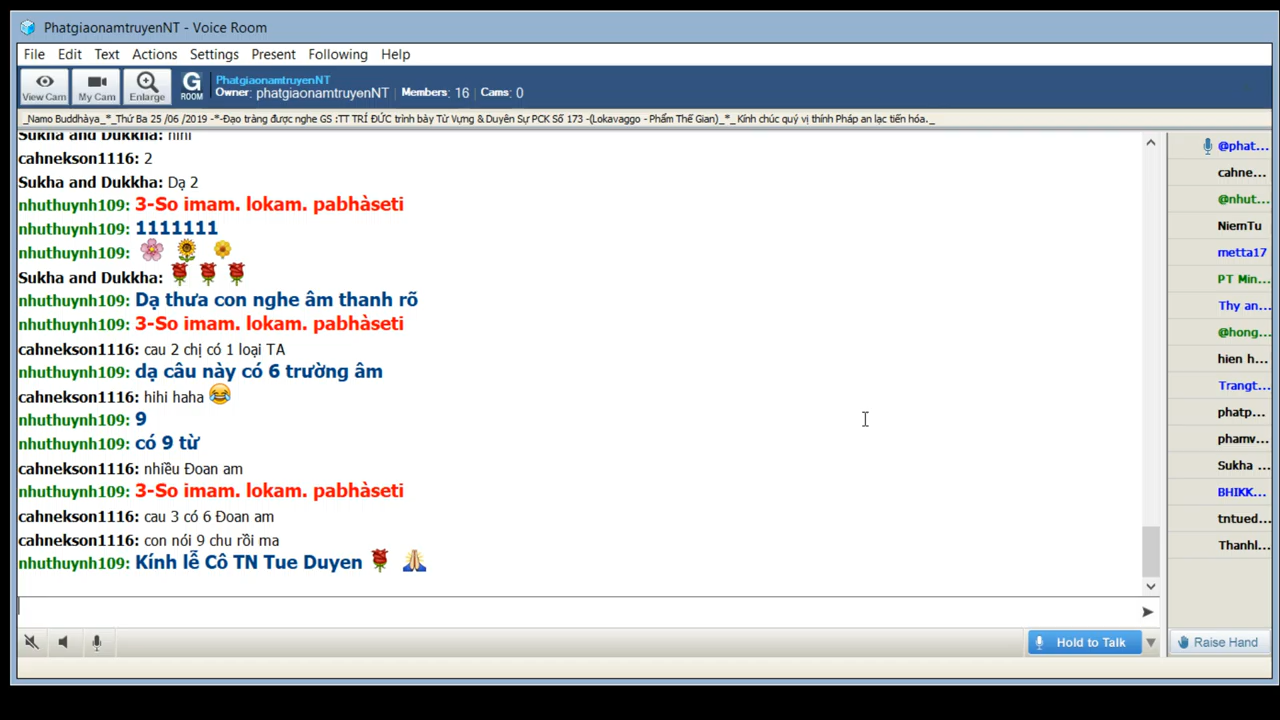 PhatgiaonamtruyenNT - Voice Room
File Edit Text Actions Settings Present Following Help
View Cam My Cam Enlarge G ROOM PhatgiaonamtruyenNT
Owner: phatgiaonamtruyenNT Members: 16 Cams: 0
_Namo Buddhàya_*_Thứ Ba 25 /06 /2019 -*-Đạo tràng được nghe GS :TT TRÍ ĐỨC trình bày Từ Vựng & Duyên Sự PCK Số 173 -(Lokavaggo - Phẩm Thế Gian)_*_ Kính chúc quý vị thính Pháp an lạc tiến hóa._
Sukha and Dukkha: hihi
cahnekson1116: 2
Sukha and Dukkha: Dạ 2
nhuthuynh109: 3-So imam. lokam. pabhàseti
nhuthuynh109: 1111111
nhuthuynh109:
Sukha and Dukkha:
nhuthuynh109: Dạ thưa con nghe âm thanh rõ
nhuthuynh109: 3-So imam. lokam. pabhàseti
cahnekson1116: cau 2 chị có 1 loại TA
nhuthuynh109: dạ câu này có 6 trường âm
cahnekson1116: hihi haha
nhuthuynh109: 9
nhuthuynh109: có 9 từ
cahnekson1116: nhiều Đoan am
nhuthuynh109: 3-So imam. lokam. pabhàseti
cahnekson1116: cau 3 có 6 Đoan am
cahnekson1116: con nói 9 chu rồi ma
nhuthuynh109: Kính lễ Cô TN Tue Duyen
@phat...
cahne...
@nhut...
NiemTu
metta17
PT Min...
Thy an...
@hong...
hien h...
Trangt...
phatp...
phamv...
Sukha ...
BHIKK...
tntued...
Thanhl...
Hold to Talk
Raise Hand